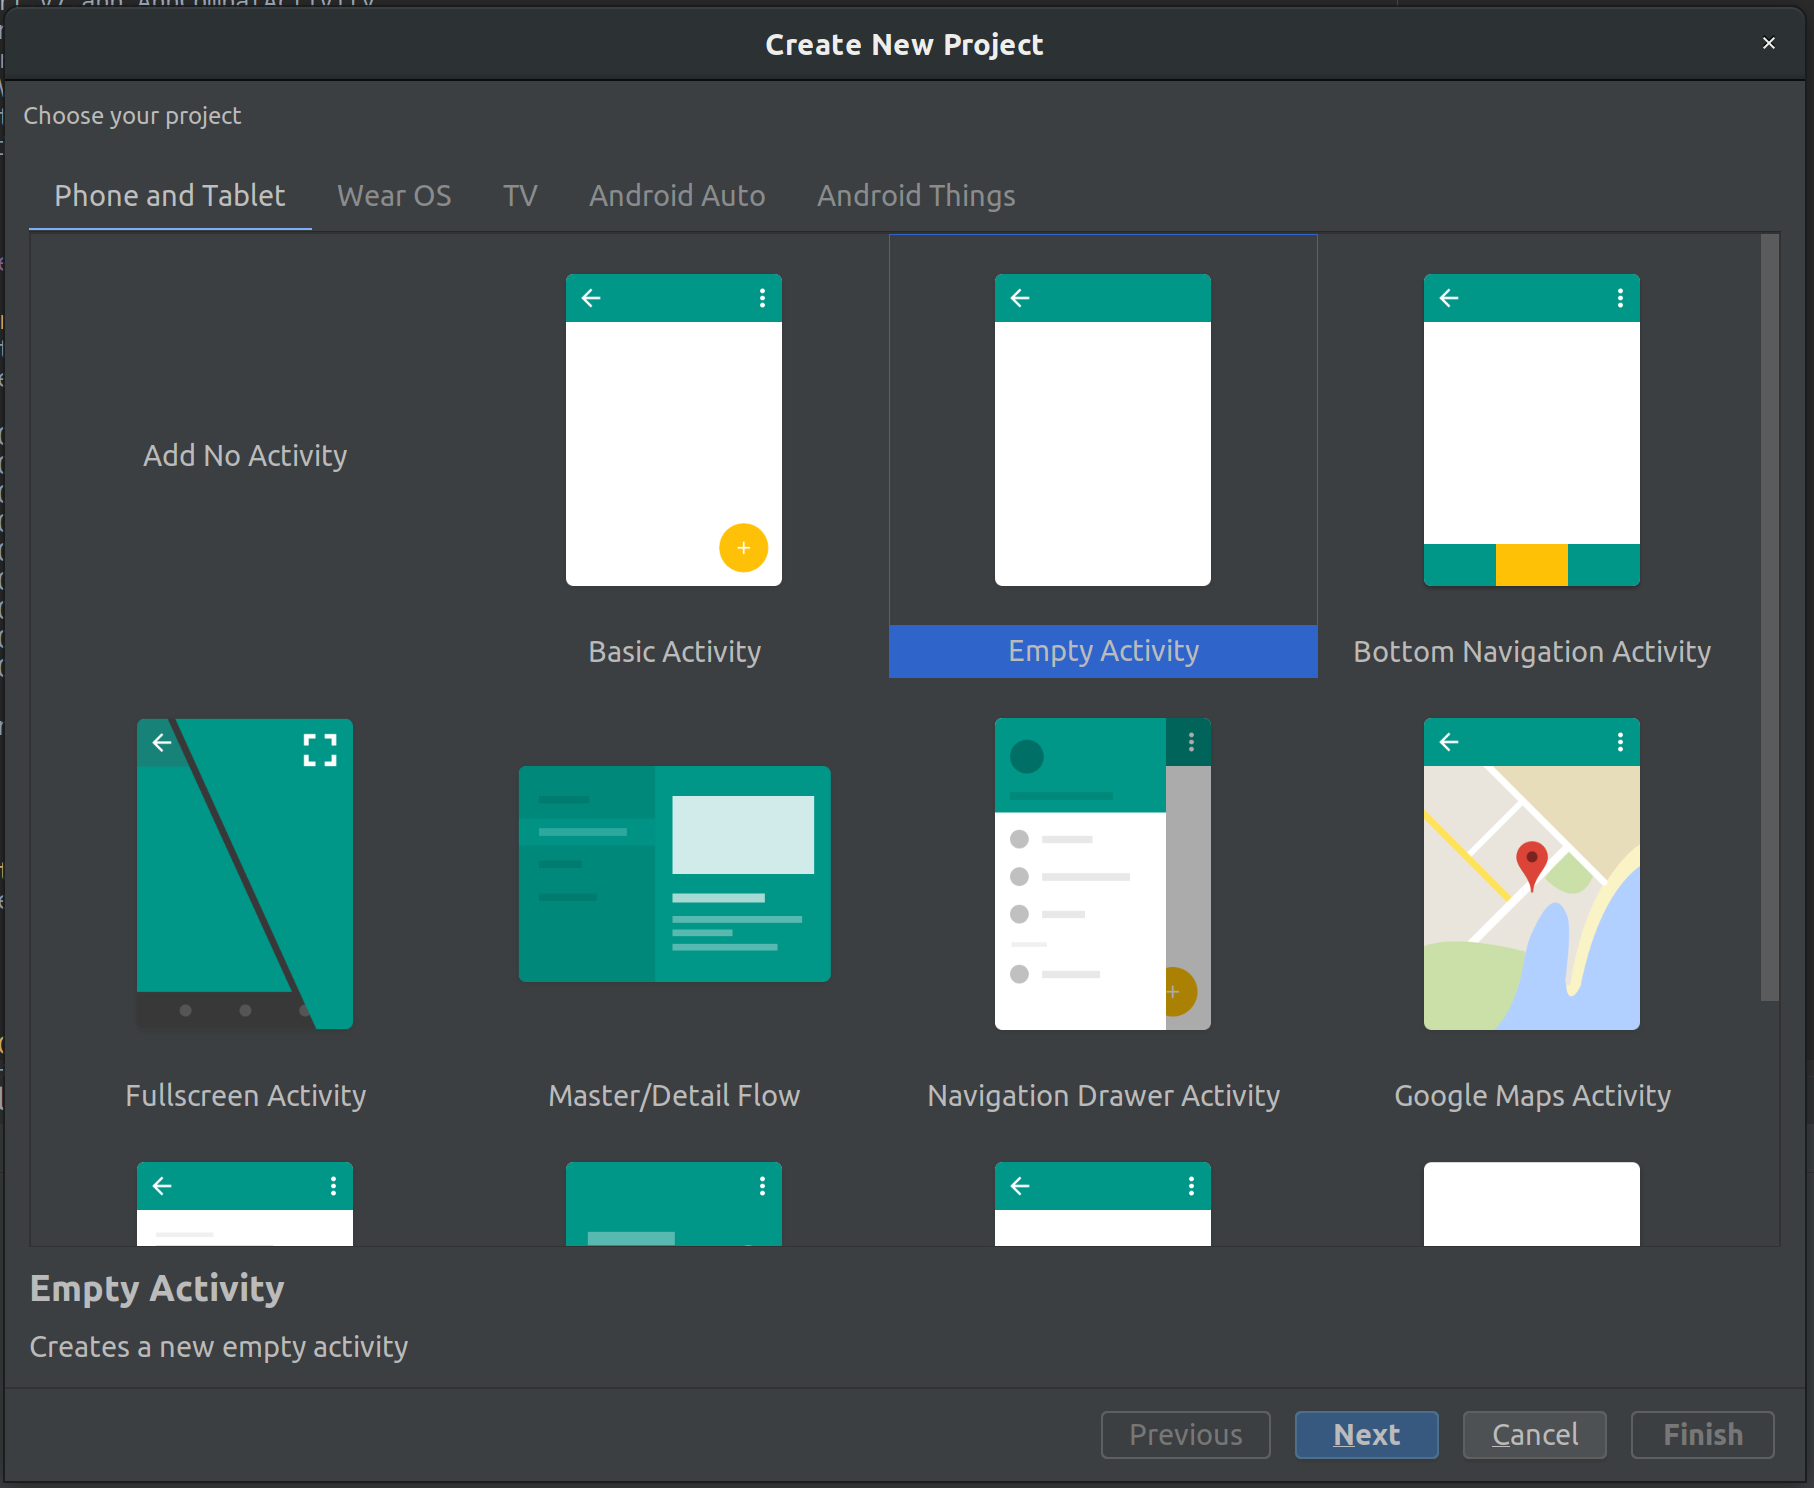 Create New Project
Choose your project
Phone and Tablet Wear OS TV Android Auto Android Things
Add No Activity
Basic Activity
Empty Activity
Bottom Navigation Activity
Fullscreen Activity
Master/Detail Flow
Navigation Drawer Activity
Google Maps Activity
Empty Activity
Creates a new empty activity
Previous Next Cancel Finish